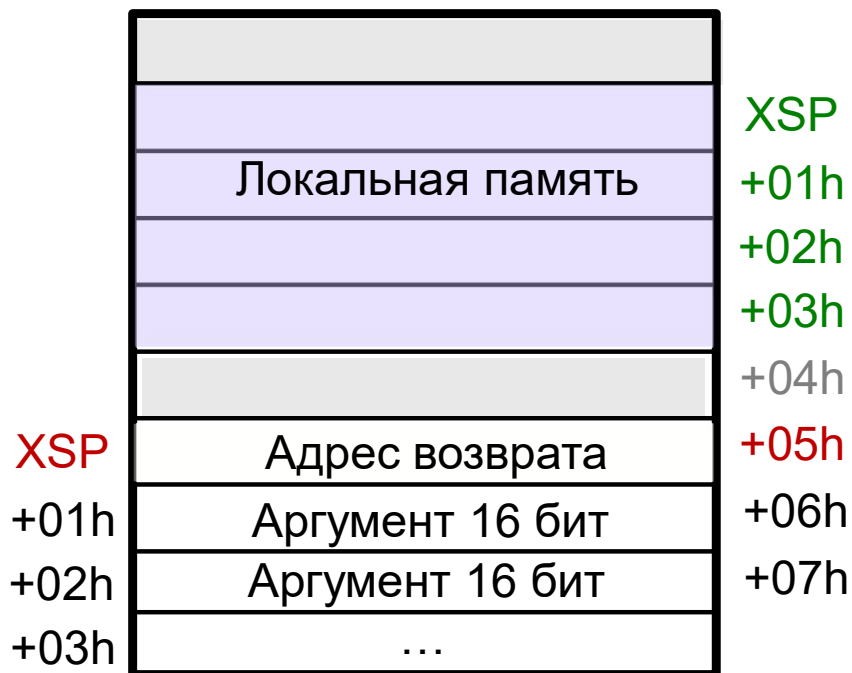 XSP
Локальная память +01h
+02h
+03h
+04h
XSP Адрес возврата +05h
+01h Аргумент 16 бит +06h
+02h Аргумент 16 бит +07h
+03h ...